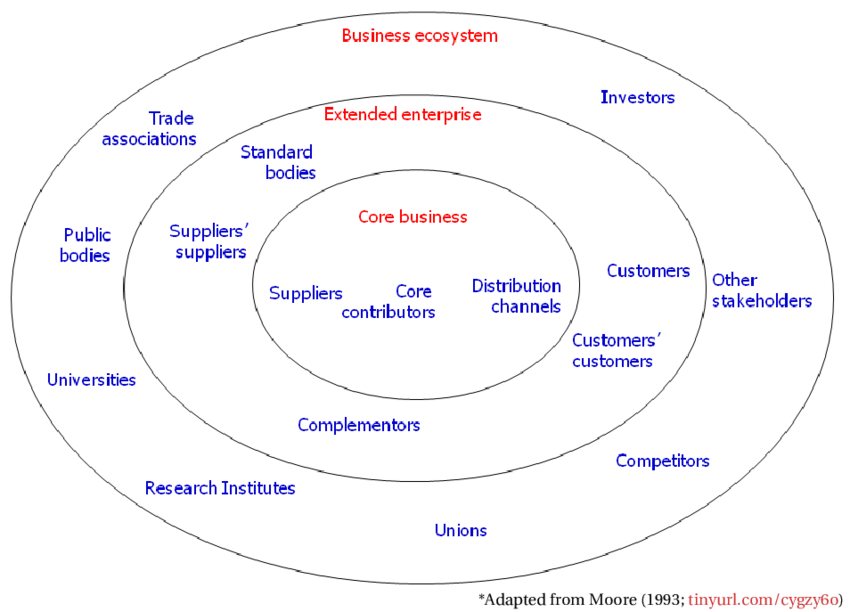 Business ecosystem
Investors
Trade
associations
Extended enterprise
Standard
bodies
Core business
Public
bodies
Suppliers’
suppliers
Suppliers
Core
contributors
Distribution
channels
Customers
Other
stakeholders
Customers’
customers
Universities
Complementors
Competitors
Research Institutes
Unions
*Adapted from Moore (1993; tinyurl.com/cygzy6o)